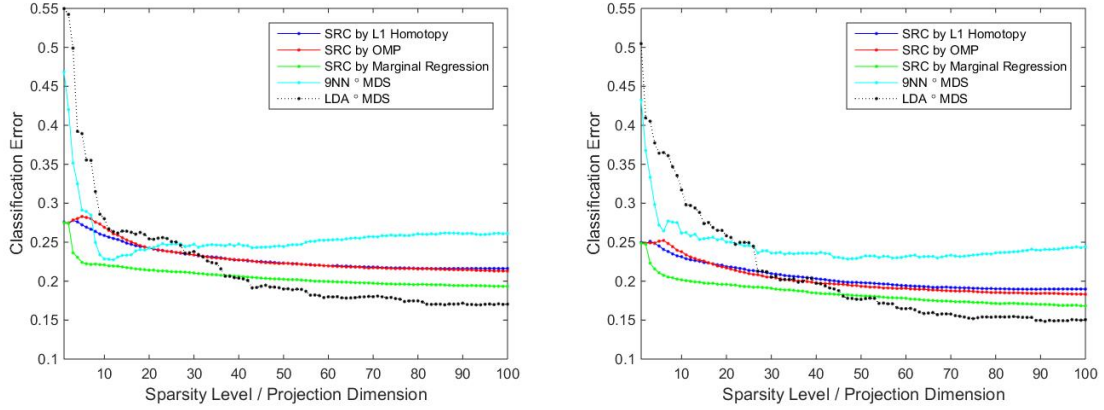 0.55
0.5
0.45
0.4
0.35
0.3
0.25
0.2
0.15
0.1
Classification Error
SRC by L1 Homotopy
SRC by OMP
SRC by Marginal Regression
9NN ° MDS
LDA ° MDS
10 20 30 40 50 60 70 80 90 100
Sparsity Level / Projection Dimension
0.55
0.5
0.45
0.4
0.35
0.3
0.25
0.2
0.15
0.1
Classification Error
SRC by L1 Homotopy
SRC by OMP
SRC by Marginal Regression
9NN ° MDS
LDA ° MDS
10 20 30 40 50 60 70 80 90 100
Sparsity Level / Projection Dimension